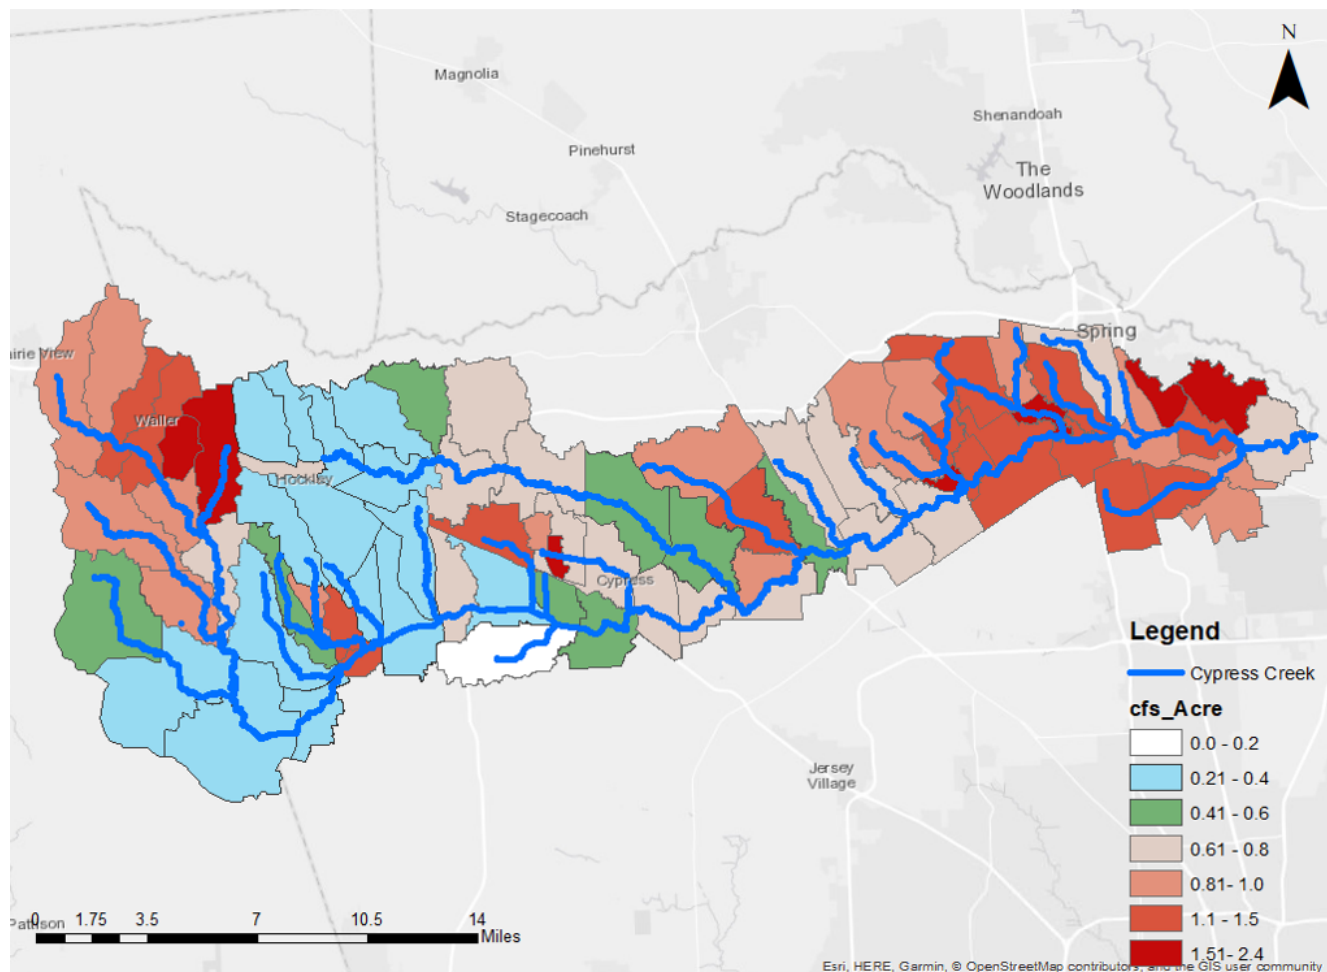 N
Magnolia
Shenandoah
Pinehurst
The
Woodlands
Stagecoach
Spring
airie View
Waller
Hockley
Cypress
Legend
Cypress Creek
cfs_Acre
0.0 - 0.2
Jersey
Village
0.21 - 0.4
0.41 - 0.6
0.61 - 0.8
0.81- 1.0
Pattison
0 1.75 3.5 7 10.5 14
Miles
1.1 - 1.5
1.51- 2.4
Esri, HERE, Garmin, © OpenStreetMap contributors, and the GIS user community